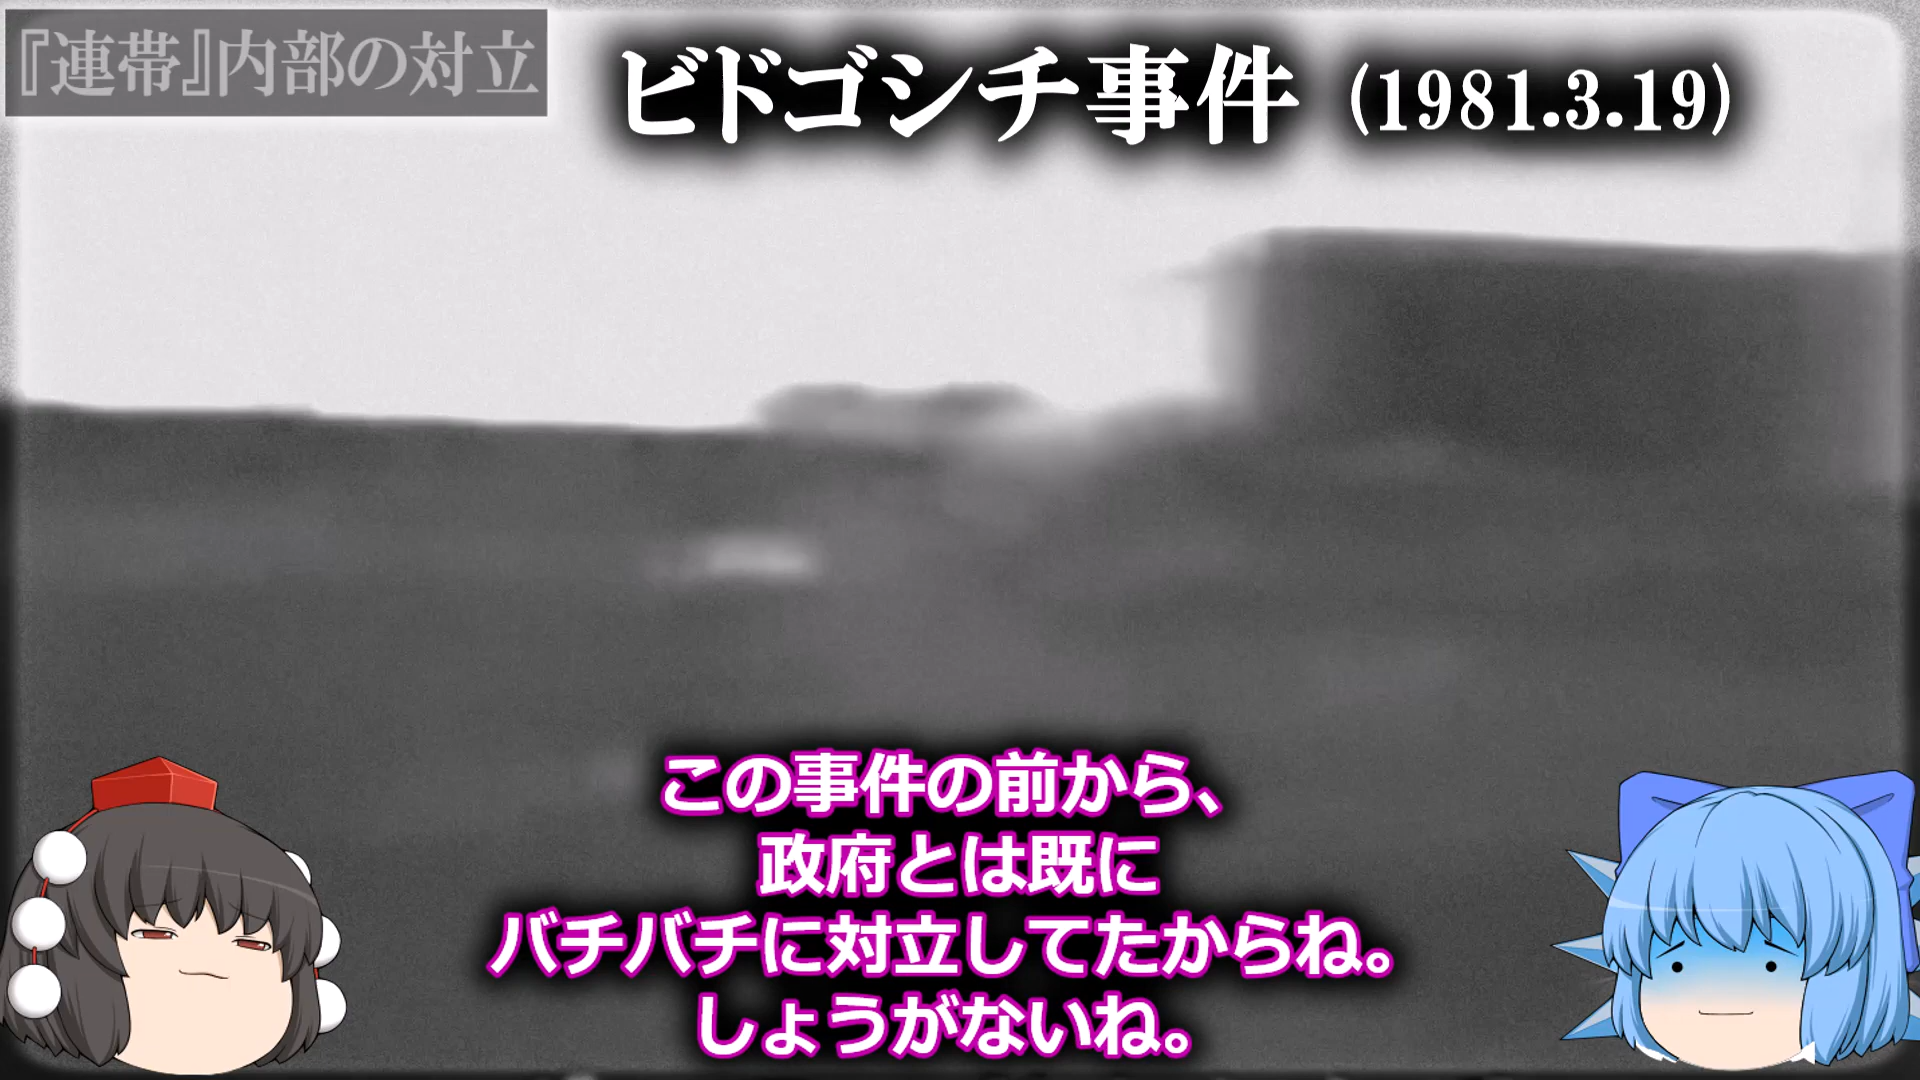 『連帯』内部の対立
ビドゴシチ事件 (1981.3.19)
この事件の前から、
政府とは既に
バチバチに対立してたからね。
しょうがないね。